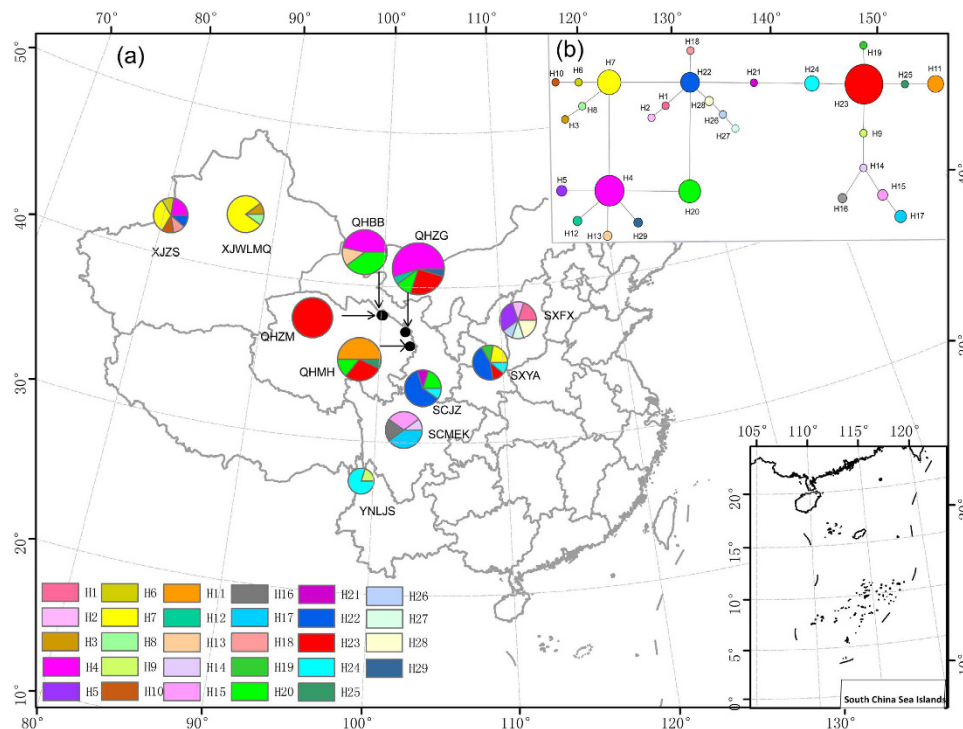 70° 80° 90° 100° 110° 120° 130° 140° 150°
50°
40°
30°
20°
10°
(a)
XJZS
XJWLMQ
QHBB
QHZG
QHZM
QHMH
SXFX
SXYA
SCJZ
SCMEK
YNLJS
(b)
H18
H19
H10 H6 H7 H22 H21 H24 H23 H25 H11
H8 H3
H1 H2
H28 H26 H27
H9
H14
H16 H15 H17
H5 H4 H20
H12 H13 H29
40°
30°
20°
10°
H1 H6 H11 H16 H21 H26
H2 H7 H12 H17 H22 H27
H3 H8 H13 H18 H23 H28
H4 H9 H14 H19 H24 H29
H5 H10 H15 H20 H25
105° 110° 115° 120°
20°
15°
10°
5°
0°
South China Sea Islands
80° 90° 100° 110° 120° 130°